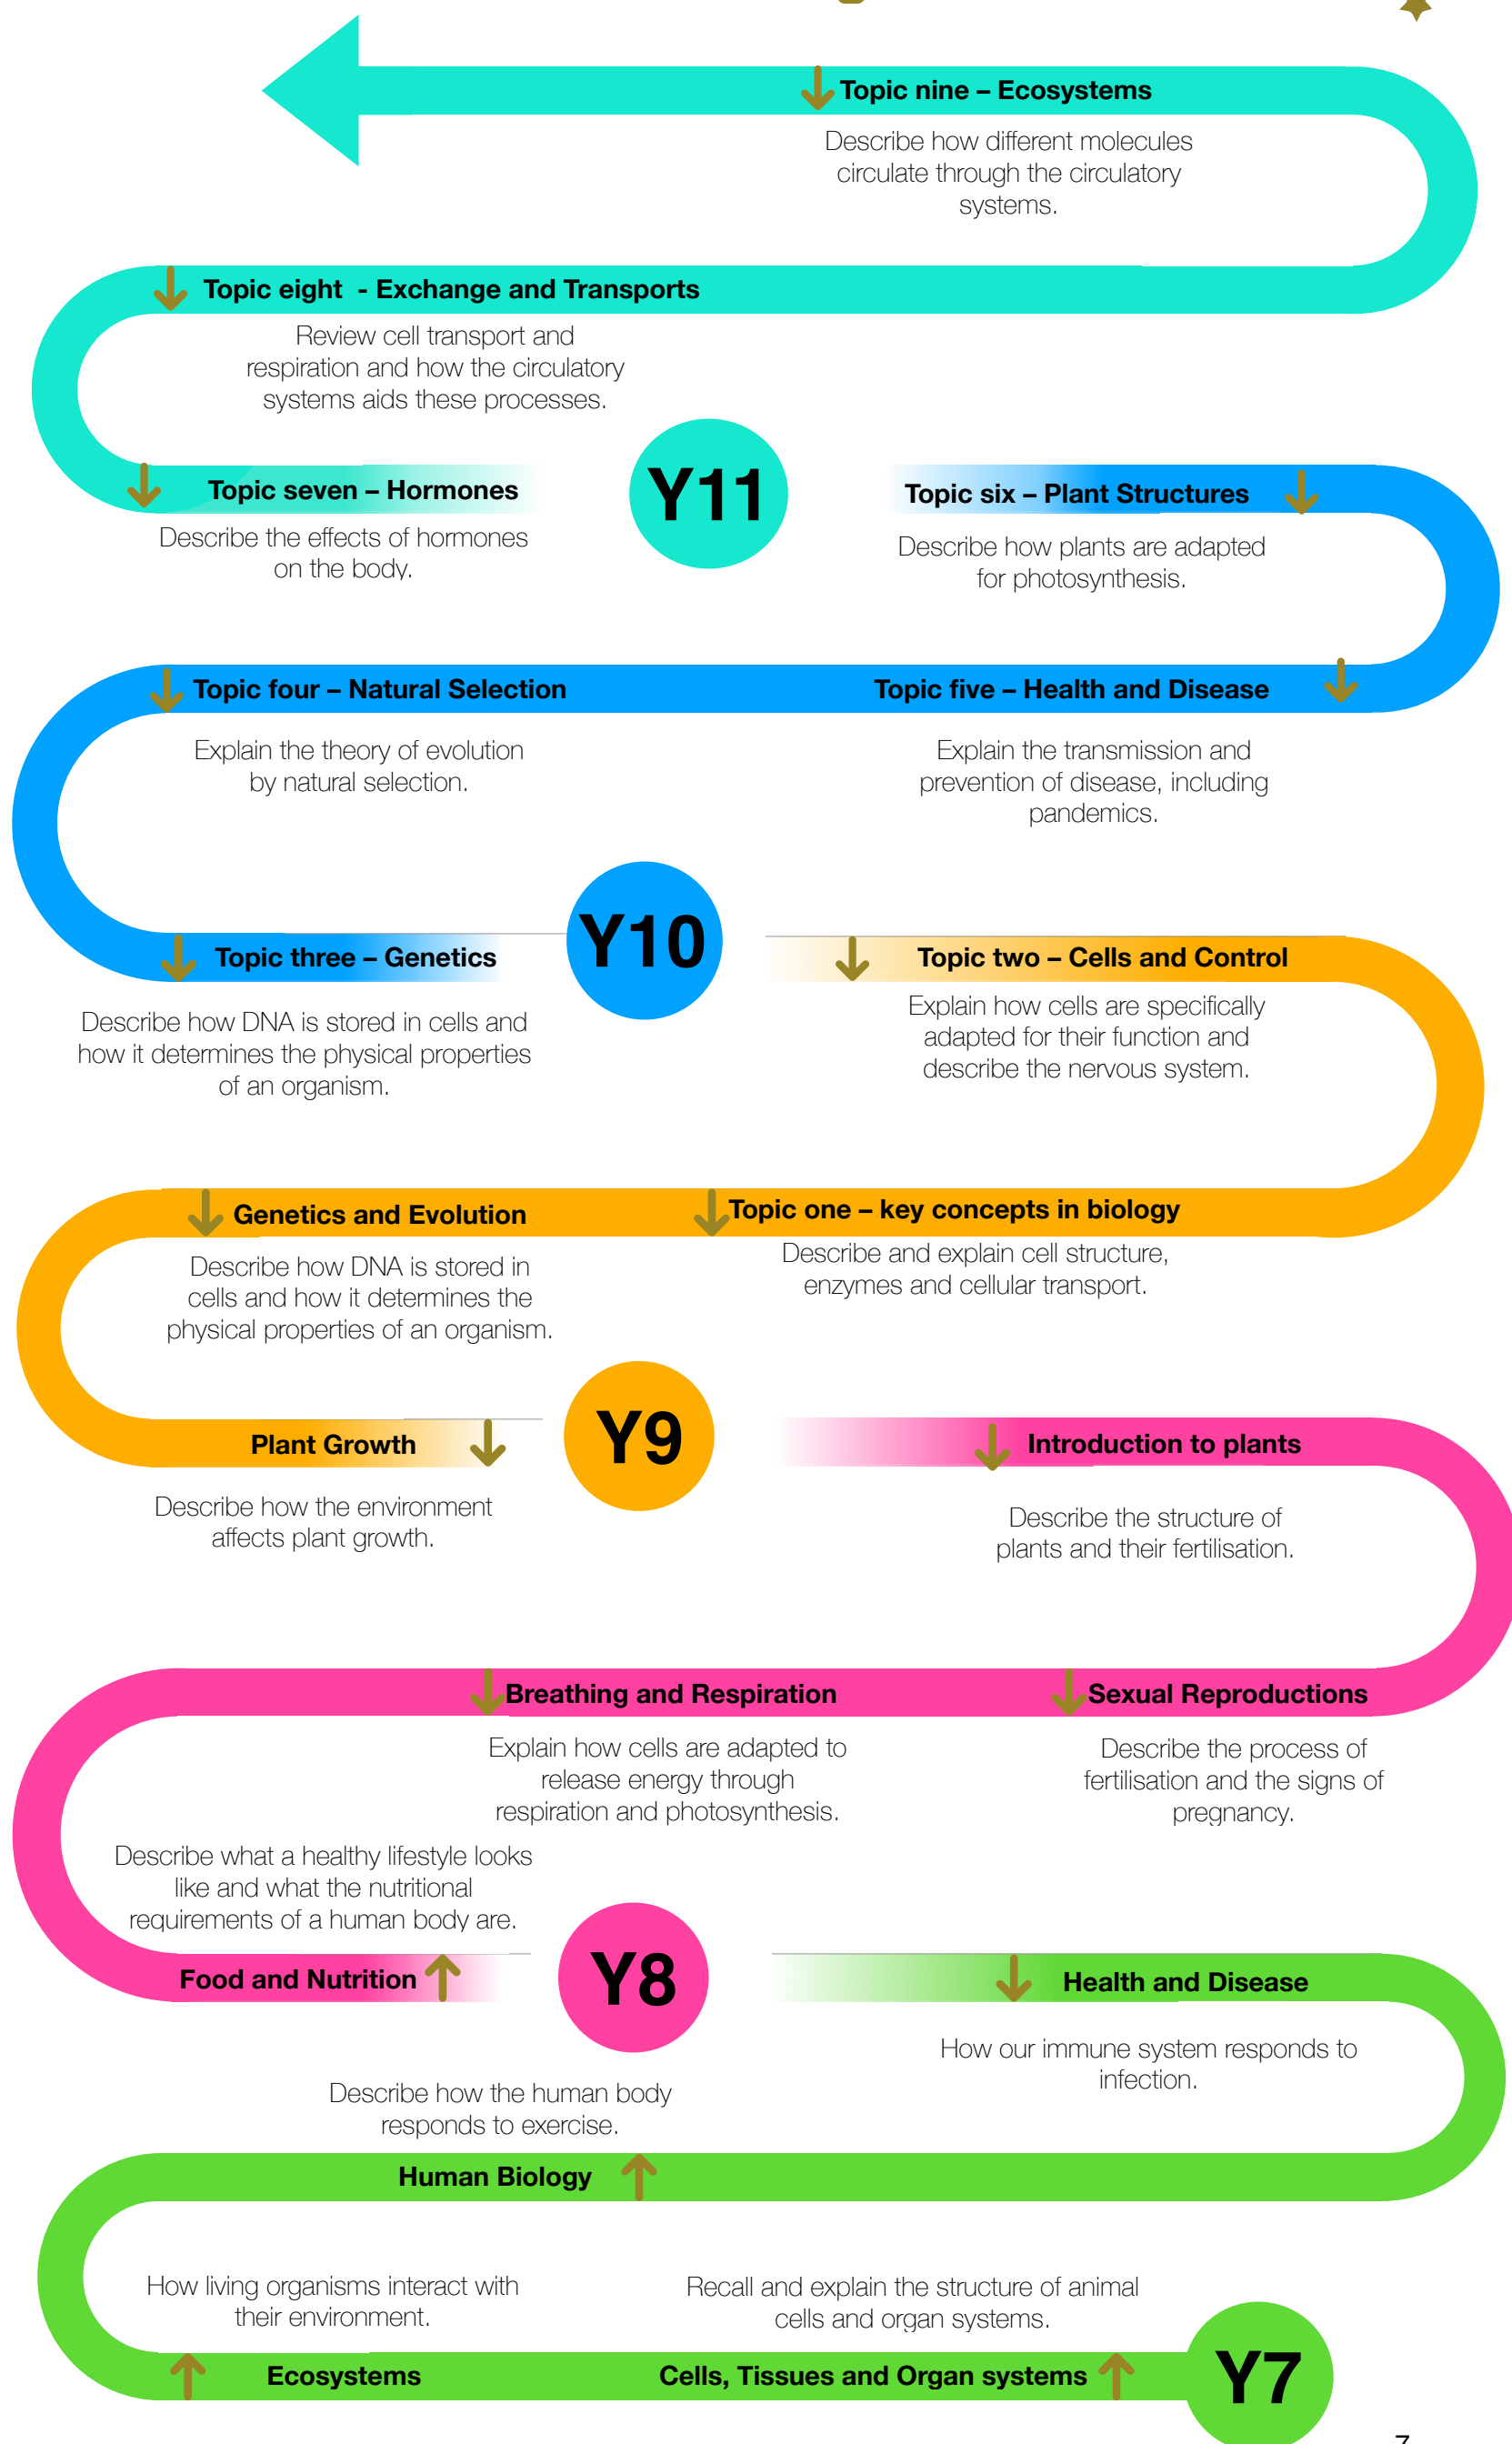 Topic nine – Ecosystems
Describe how different molecules
circulate through the circulatory
systems.
Topic eight - Exchange and Transports
Review cell transport and
respiration and how the circulatory
systems aids these processes.
Y11
Topic seven – Hormones
Describe the effects of hormones
on the body.
Topic six – Plant Structures
Describe how plants are adapted
for photosynthesis.
Topic four – Natural Selection
Explain the theory of evolution
by natural selection.
Topic five – Health and Disease
Explain the transmission and
prevention of disease, including
pandemics.
Y10
Topic three – Genetics
Describe how DNA is stored in cells and
how it determines the physical properties
of an organism.
Topic two – Cells and Control
Explain how cells are specifically
adapted for their function and
describe the nervous system.
Genetics and Evolution
Describe how DNA is stored in
cells and how it determines the
physical properties of an organism.
Topic one – key concepts in biology
Describe and explain cell structure,
enzymes and cellular transport.
Y9
Plant Growth
Describe how the environment
affects plant growth.
Introduction to plants
Describe the structure of
plants and their fertilisation.
Breathing and Respiration
Explain how cells are adapted to
release energy through
respiration and photosynthesis.
Sexual Reproductions
Describe the process of
fertilisation and the signs of
pregnancy.
Describe what a healthy lifestyle looks
like and what the nutritional
requirements of a human body are.
Food and Nutrition
Y8
Health and Disease
How our immune system responds to
infection.
Describe how the human body
responds to exercise.
Human Biology
How living organisms interact with
their environment.
Ecosystems
Recall and explain the structure of animal
cells and organ systems.
Cells, Tissues and Organ systems
Y7
7